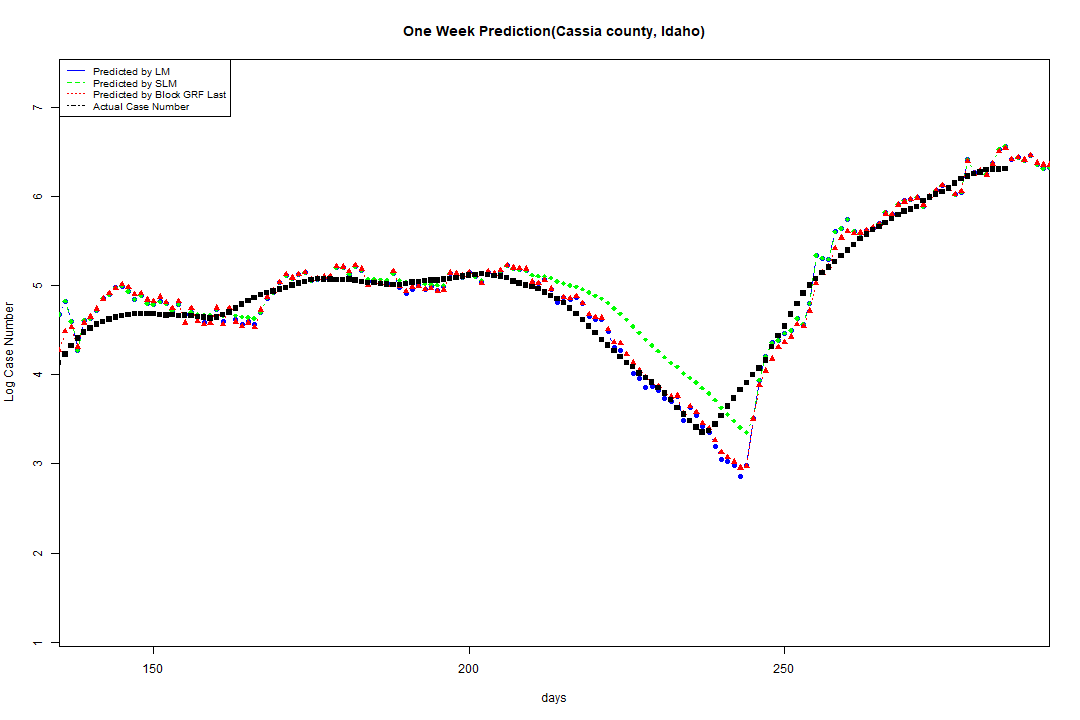 One Week Prediction(Cassia county, Idaho)
Predicted by LM
Predicted by SLM
Predicted by Block GRF Last
Actual Case Number
7
6
5
4
3
2
1
Log Case Number
150
200
250
days